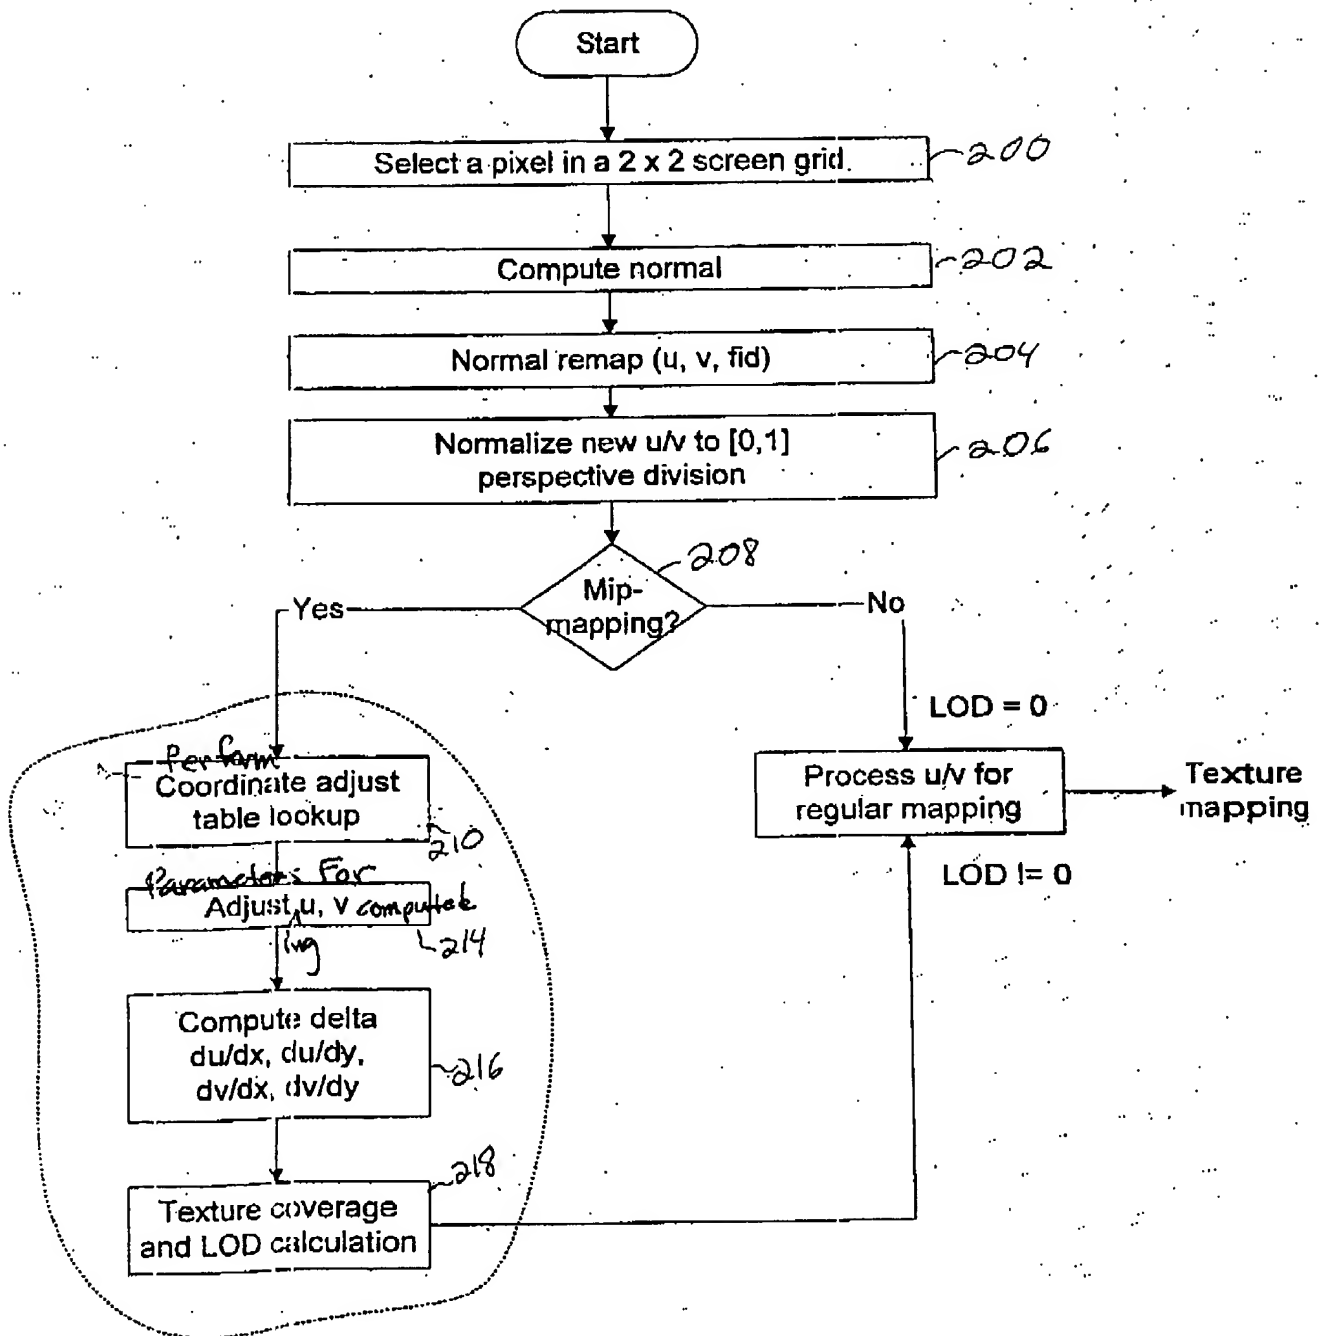 Start
Select a pixel in a 2 x 2 screen grid
200
Compute normal
202
Normal remap (u, v, fid)
204
Normalize new u/v to [0,1]
perspective division
206
208
Mip-
mapping?
Yes
No
LOD = 0
Perform
Coordinate adjust
table lookup
210
Process u/v for
regular mapping
Texture
mapping
LOD != 0
Parameters For
Adjust u, v
ing
214
Compute delta
du/dx, du/dy,
dv/dx, dv/dy
216
218
Texture coverage
and LOD calculation